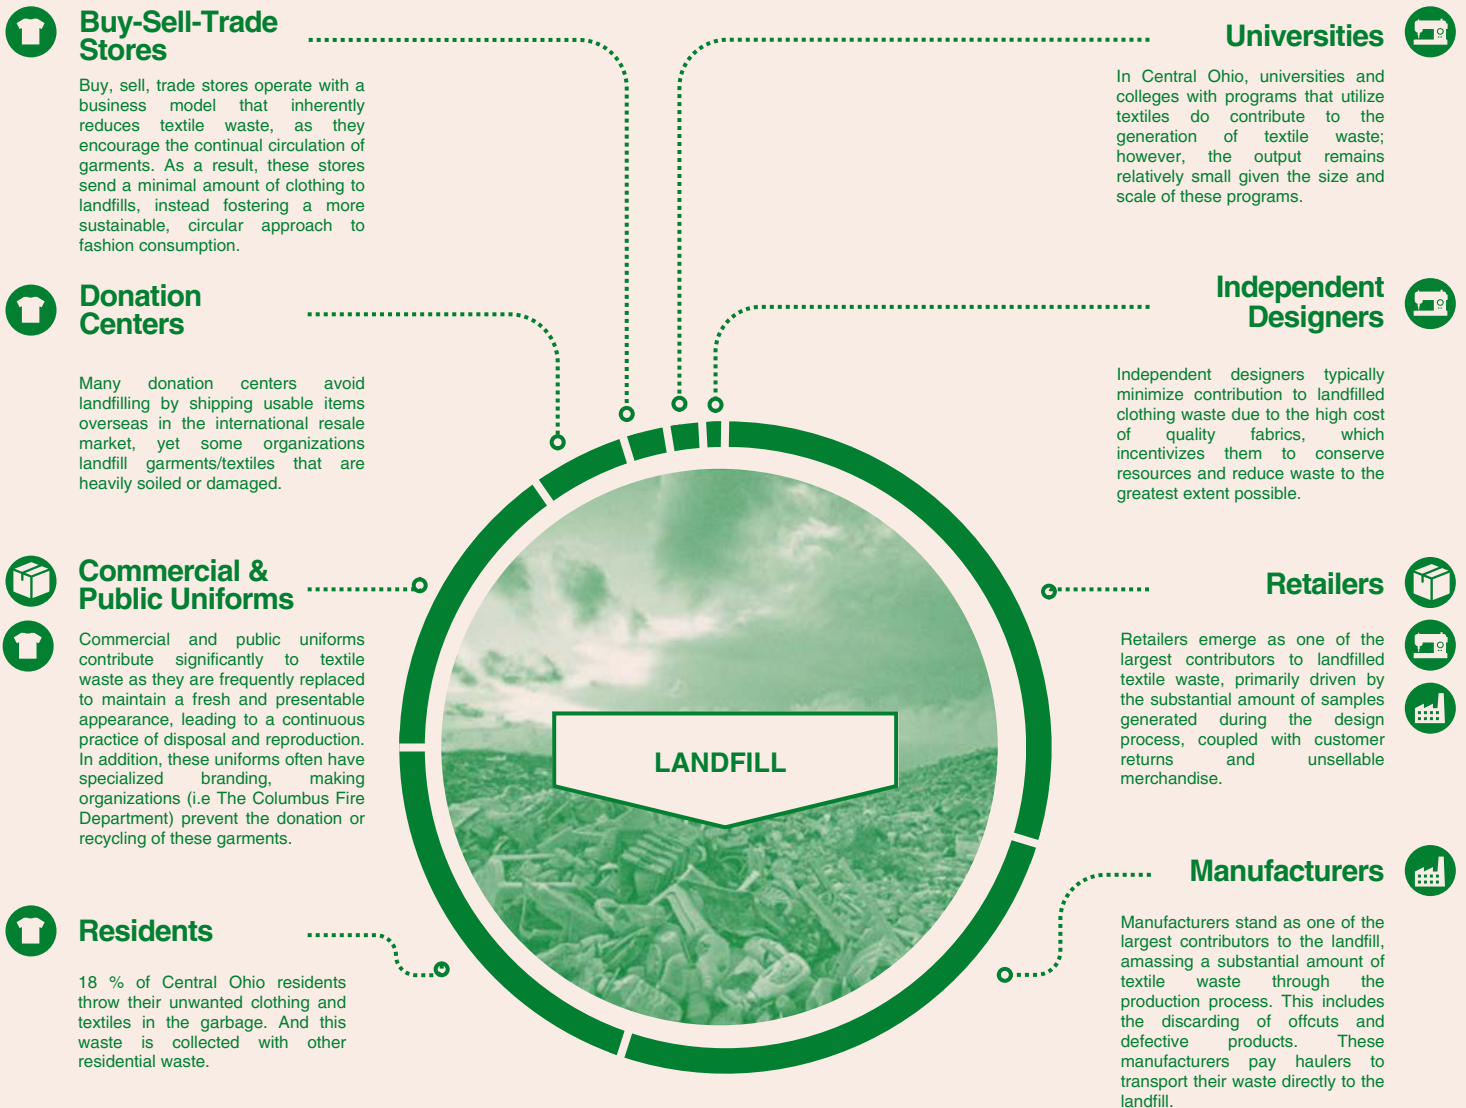 Buy-Sell-Trade
Stores
Buy, sell, trade stores operate with a
business model that inherently
reduces textile waste, as they
encourage the continual circulation of
garments. As a result, these stores
send a minimal amount of clothing to
landfills, instead fostering a more
sustainable, circular approach to
fashion consumption.
Donation
Centers
Many donation centers avoid
landfilling by shipping usable items
overseas in the international resale
market, yet some organizations
landfill garments/textiles that are
heavily soiled or damaged.
Commercial &
Public Uniforms
Commercial and public uniforms
contribute significantly to textile
waste as they are frequently replaced
to maintain a fresh and presentable
appearance, leading to a continuous
practice of disposal and reproduction.
In addition, these uniforms often have
specialized branding, making
organizations (i.e The Columbus Fire
Department) prevent the donation or
recycling of these garments.
Residents
18 % of Central Ohio residents
throw their unwanted clothing and
textiles in the garbage. And this
waste is collected with other
residential waste.
LANDFILL
Universities
In Central Ohio, universities and
colleges with programs that utilize
textiles do contribute to the
generation of textile waste;
however, the output remains
relatively small given the size and
scale of these programs.
Independent
Designers
Independent designers typically
minimize contribution to landfilled
clothing waste due to the high cost
of quality fabrics, which
incentivizes them to conserve
resources and reduce waste to the
greatest extent possible.
Retailers
Retailers emerge as one of the
largest contributors to landfilled
textile waste, primarily driven by
the substantial amount of samples
generated during the design
process, coupled with customer
returns and unsellable
merchandise.
Manufacturers
Manufacturers stand as one of the
largest contributors to the landfill,
amassing a substantial amount of
textile waste through the
production process. This includes
the discarding of offcuts and
defective products. These
manufacturers pay haulers to
transport their waste directly to the
landfill.